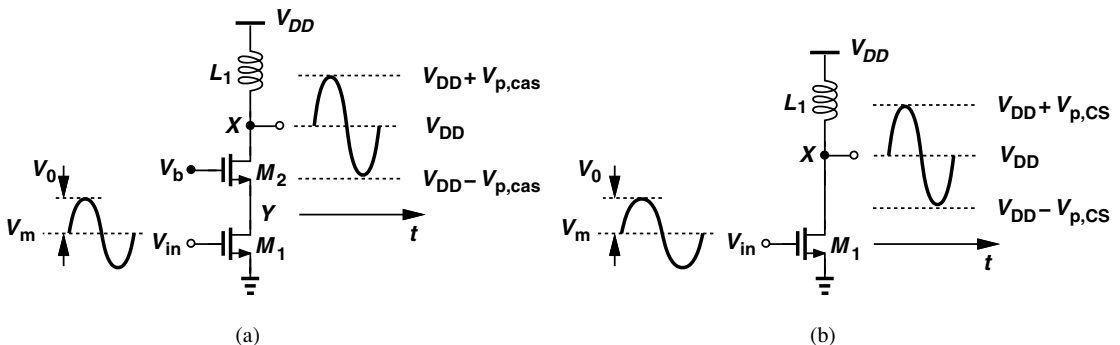 V_DD
L_1
V_DD + V_p,cas
X
V_DD
V_0
V_b
M_2
V_DD − V_p,cas
Y
V_m
V_in
M_1
t
(a)
V_DD
L_1
V_DD + V_p,CS
X
V_DD
V_0
V_DD − V_p,CS
V_m
V_in
M_1
t
(b)